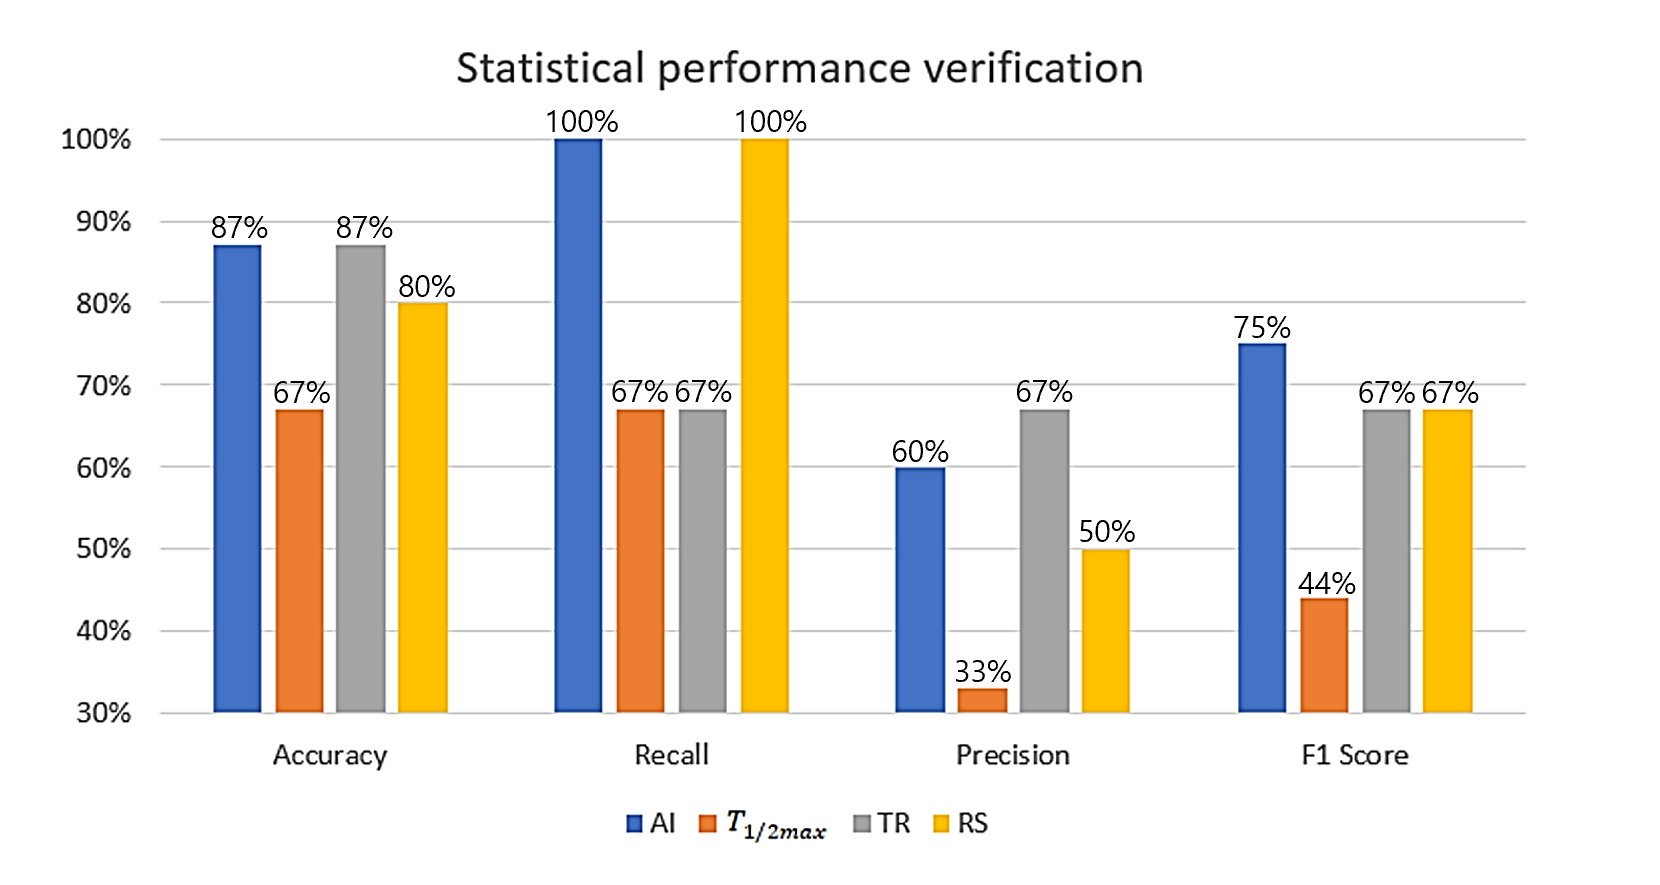 Statistical performance verification
100%
90%
80%
70%
60%
50%
40%
30%
87% 67% 87% 80%
100% 67% 67% 100%
60% 33% 67% 50%
75% 44% 67% 67%
Accuracy Recall Precision F1 Score
AI T1/2max TR RS